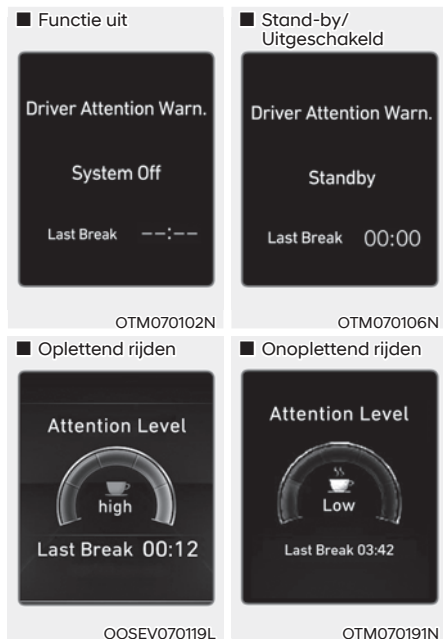 ■ Functie uit
Driver Attention Warn.
System Off
Last Break --:--
OTM070102N
■ Stand-by/
Uitgeschakeld
Driver Attention Warn.
Standby
Last Break 00:00
OTM070106N
■ Oplettend rijden
Attention Level
high
Last Break 00:12
OOSEV070119L
■ Onoplettend rijden
Attention Level
Low
Last Break 03:42
OTM070191N